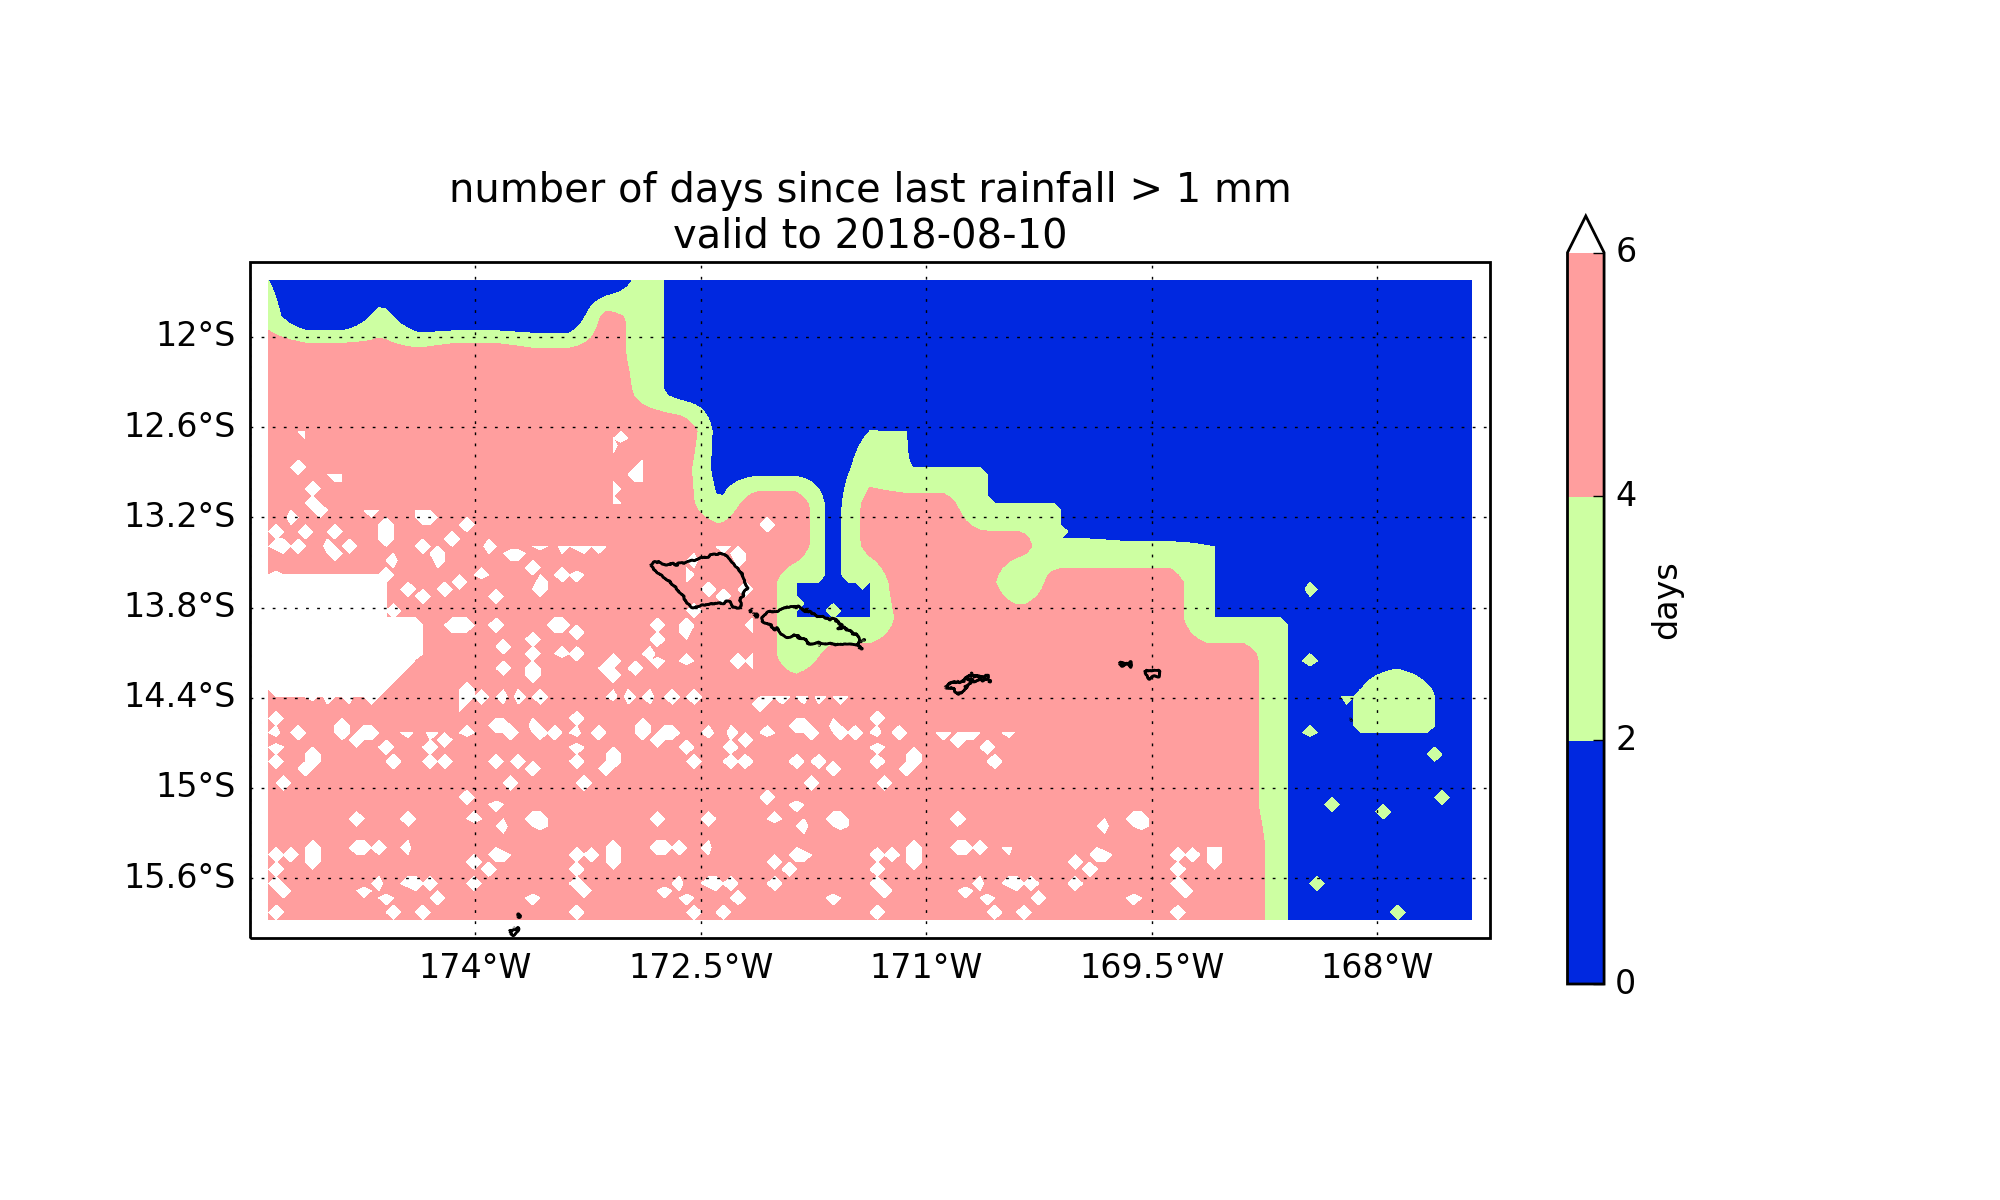 number of days since last rainfall > 1 mm
valid to 2018-08-10
12°S
12.6°S
13.2°S
13.8°S
14.4°S
15°S
15.6°S
174°W
172.5°W
171°W
169.5°W
168°W
6
4
2
0
days